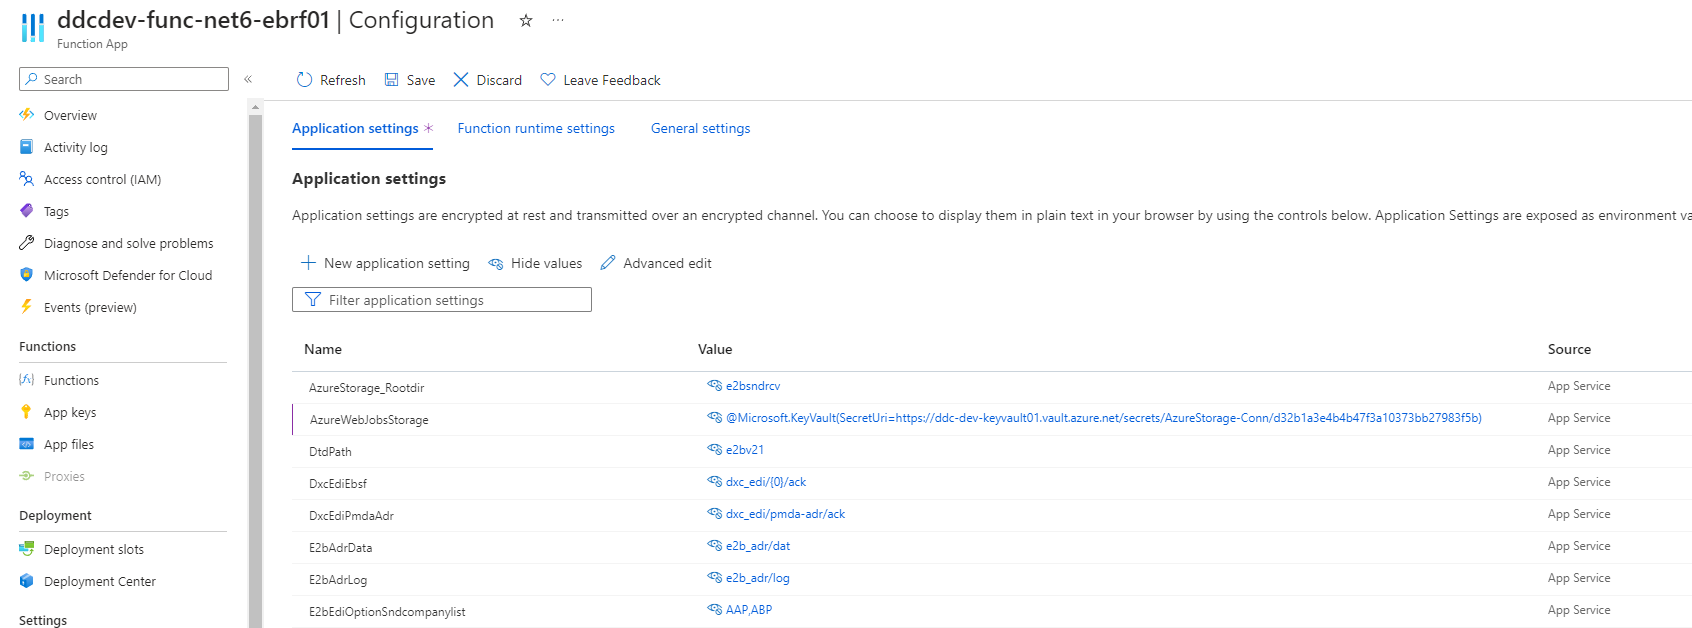 ddcdev-func-net6-ebrf01 | Configuration
Function App
Search
Refresh
Save
Discard
Leave Feedback
Overview
Activity log
Access control (IAM)
Tags
Diagnose and solve problems
Microsoft Defender for Cloud
Events (preview)
Functions
Functions
App keys
App files
Proxies
Deployment
Deployment slots
Deployment Center
Settings
Application settings *
Function runtime settings
General settings
Application settings
Application settings are encrypted at rest and transmitted over an encrypted channel. You can choose to display them in plain text in your browser by using the controls below. Application Settings are exposed as environment va
New application setting
Hide values
Advanced edit
Filter application settings
Name Value Source
AzureStorage_Rootdir e2bsndrcv App Service
AzureWebJobsStorage @Microsoft.KeyVault(SecretUri=https://ddc-dev-keyvault01.vault.azure.net/secrets/AzureStorage-Conn/d32b1a3e4b4b47f3a10373bb27983f5b) App Service
DtdPath e2bv21 App Service
DxcEdiEbsf dxc_edi/{0}/ack App Service
DxcEdiPmdaAdr dxc_edi/pmda-adr/ack App Service
E2bAdrData e2b_adr/dat App Service
E2bAdrLog e2b_adr/log App Service
E2bEdiOptionSndcompanylist AAP,ABP App Service